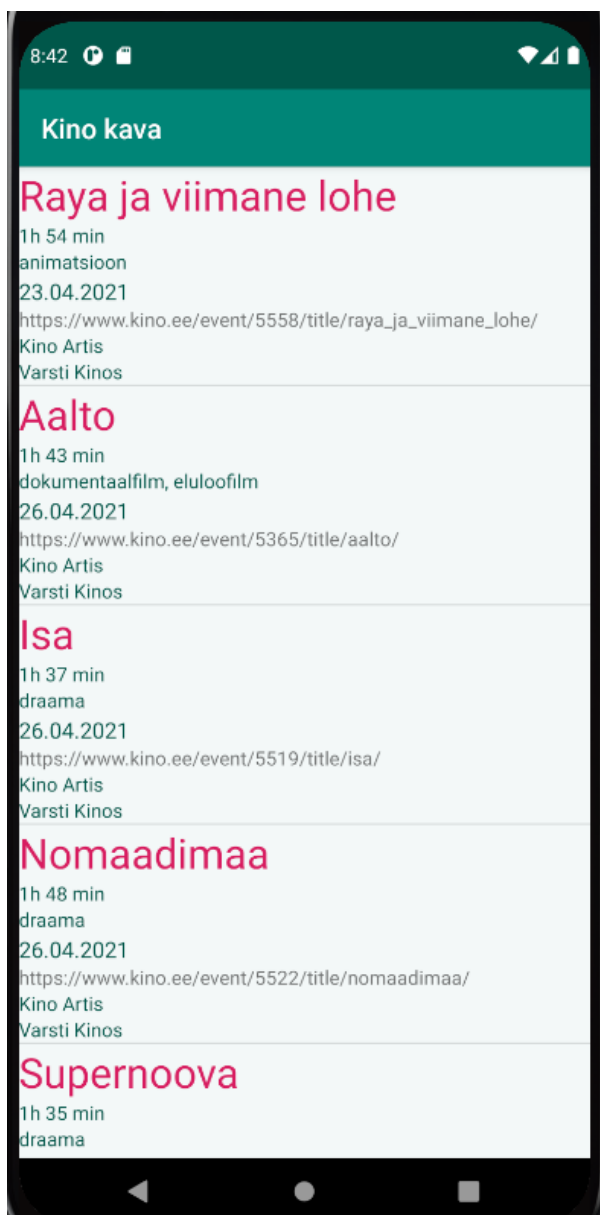 8:42
Kino kava
Raya ja viimane lohe
1h 54 min
animatsioon
23.04.2021
https://www.kino.ee/event/5558/title/raya_ja_viimane_lohe/
Kino Artis
Varsti Kinos
Aalto
1h 43 min
dokumentaalfilm, eluloofilm
26.04.2021
https://www.kino.ee/event/5365/title/aalto/
Kino Artis
Varsti Kinos
Isa
1h 37 min
draama
26.04.2021
https://www.kino.ee/event/5519/title/isa/
Kino Artis
Varsti Kinos
Nomaadimaa
1h 48 min
draama
26.04.2021
https://www.kino.ee/event/5522/title/nomaadimaa/
Kino Artis
Varsti Kinos
Supernoova
1h 35 min
draama